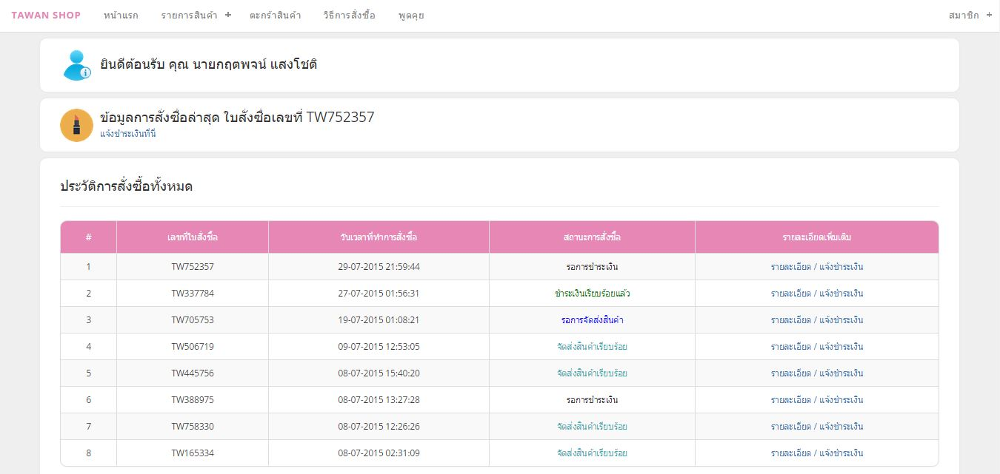 TAWAN SHOP หน้าแรก รายการสินค้า + ตะกร้าสินค้า วิธีการสั่งซื้อ พูดคุย สมาชิก +
ยินดีต้อนรับ คุณ นายกฤตพจน์ แสงโชติ
ข้อมูลการสั่งซื้อล่าสุด ใบสั่งซื้อเลขที่ TW752357
แจ้งชำระเงินที่นี่
ประวัติการสั่งซื้อทั้งหมด
# เลขที่ใบสั่งซื้อ วันเวลาที่ทำการสั่งซื้อ สถานะการสั่งซื้อ รายละเอียดเพิ่มเติม
1 TW752357 29-07-2015 21:59:44 รอการชำระเงิน รายละเอียด / แจ้งชำระเงิน
2 TW337784 27-07-2015 01:56:31 ชำระเงินเรียบร้อยแล้ว รายละเอียด / แจ้งชำระเงิน
3 TW705753 19-07-2015 01:08:21 รอการจัดส่งสินค้า รายละเอียด / แจ้งชำระเงิน
4 TW506719 09-07-2015 12:53:05 จัดส่งสินค้าเรียบร้อย รายละเอียด / แจ้งชำระเงิน
5 TW445756 08-07-2015 15:40:20 จัดส่งสินค้าเรียบร้อย รายละเอียด / แจ้งชำระเงิน
6 TW388975 08-07-2015 13:27:28 รอการชำระเงิน รายละเอียด / แจ้งชำระเงิน
7 TW758330 08-07-2015 12:26:26 จัดส่งสินค้าเรียบร้อย รายละเอียด / แจ้งชำระเงิน
8 TW165334 08-07-2015 02:31:09 จัดส่งสินค้าเรียบร้อย รายละเอียด / แจ้งชำระเงิน